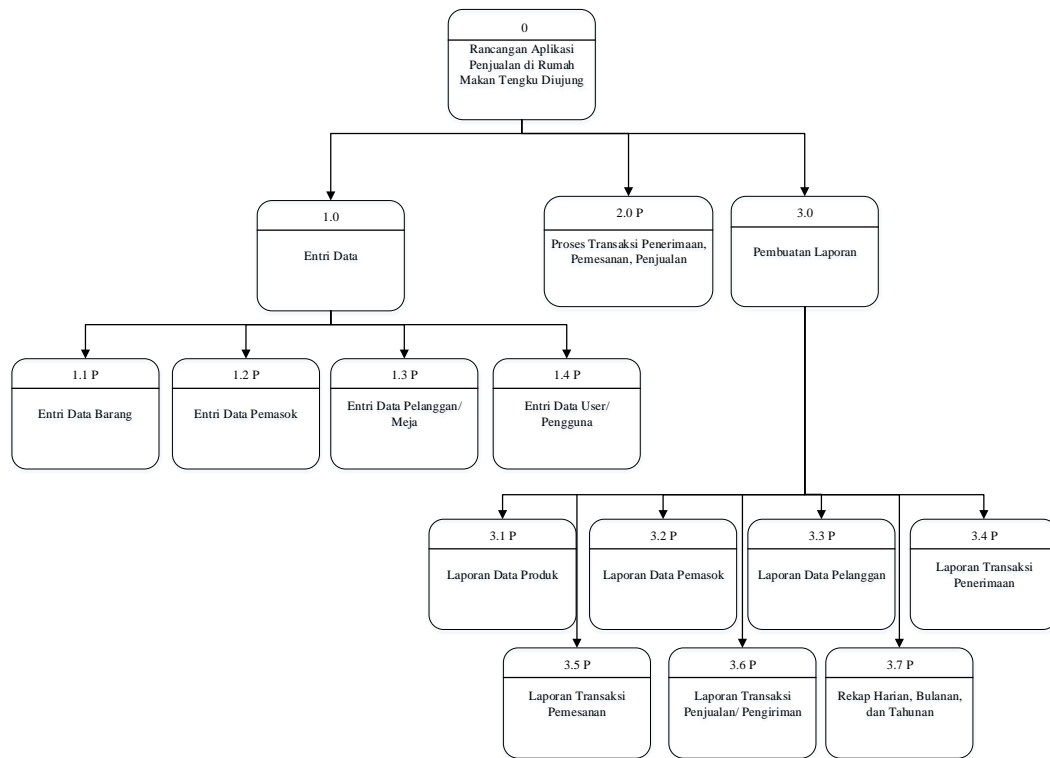 0
Rancangan Aplikasi
Penjualan di Rumah
Makan Tengku Diujung
1.0
Entri Data
2.0 P
Proses Transaksi Penerimaan,
Pemesanan, Penjualan
3.0
Pembuatan Laporan
1.1 P
Entri Data Barang
1.2 P
Entri Data Pemasok
1.3 P
Entri Data Pelanggan/
Meja
1.4 P
Entri Data User/
Pengguna
3.1 P
Laporan Data Produk
3.2 P
Laporan Data Pemasok
3.3 P
Laporan Data Pelanggan
3.4 P
Laporan Transaksi
Penerimaan
3.5 P
Laporan Transaksi
Pemesanan
3.6 P
Laporan Transaksi
Penjualan/ Pengiriman
3.7 P
Rekap Harian, Bulanan,
dan Tahunan